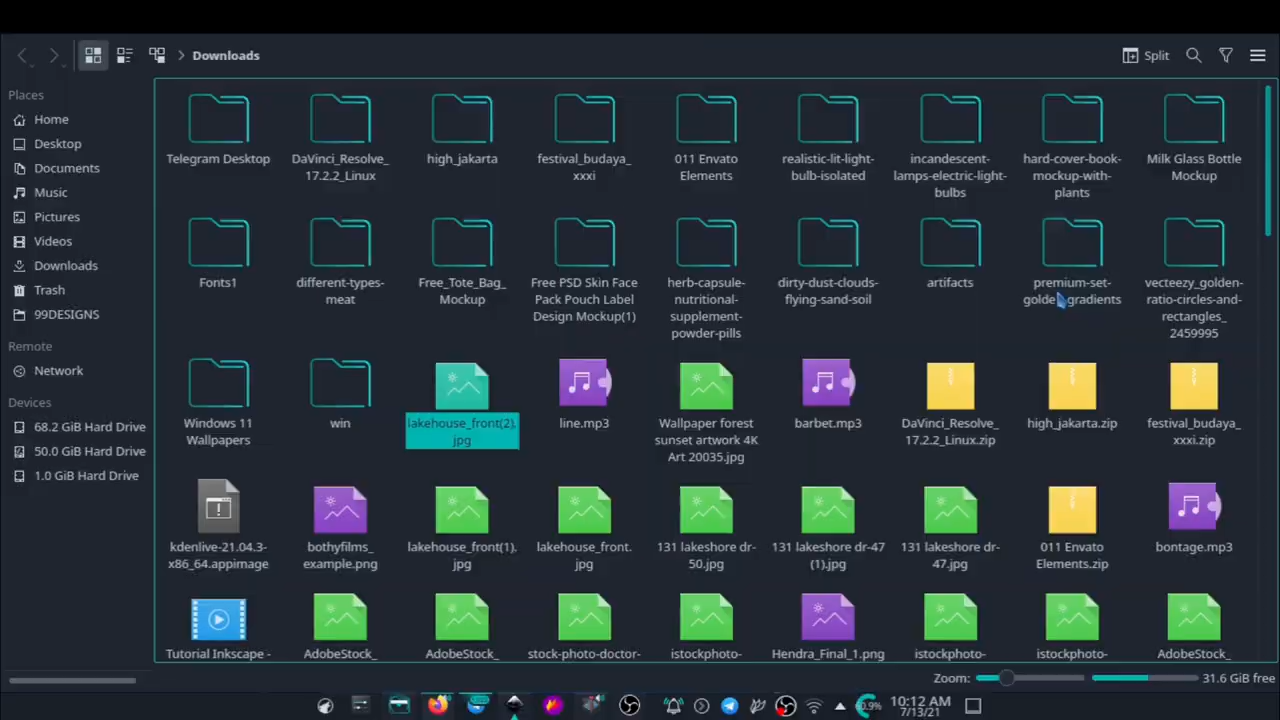 Downloads
Split
Places
Home
Desktop
Documents
Music
Pictures
Videos
Downloads
Trash
99DESIGNS
Remote
Network
Devices
68.2 GiB Hard Drive
50.0 GiB Hard Drive
1.0 GiB Hard Drive
Telegram Desktop
DaVinci_Resolve_
17.2.2_Linux
high_jakarta
festival_budaya_
xxxi
011 Envato
Elements
realistic-lit-light-
bulb-isolated
incandescent-
lamps-electric-light-
bulbs
hard-cover-book-
mockup-with-
plants
Milk Glass Bottle
Mockup
Fonts1
different-types-
meat
Free_Tote_Bag_
Mockup
Free PSD Skin Face
Pack Pouch Label
Design Mockup(1)
herb-capsule-
nutritional-
supplement-
powder-pills
dirty-dust-clouds-
flying-sand-soil
artifacts
premium-set-
golden-gradients
vecteezy_golden-
ratio-circles-and-
rectangles_
2459995
Windows 11
Wallpapers
win
lakehouse_front(2).
jpg
line.mp3
Wallpaper forest
sunset artwork 4K
Art 20035.jpg
barbet.mp3
DaVinci_Resolve_
17.2.2_Linux.zip
high_jakarta.zip
festival_budaya_
xxxi.zip
kdenlive-21.04.3-
x86_64.appimage
bothyfilms_
example.png
lakehouse_front(1).
jpg
lakehouse_front.
jpg
131 lakeshore dr-
50.jpg
131 lakeshore dr-47
(1).jpg
131 lakeshore dr-
47.jpg
011 Envato
Elements.zip
bontage.mp3
Tutorial Inkscape -
AdobeStock_
AdobeStock_
stock-photo-doctor-
istockphoto-
Hendra_Final_1.png
istockphoto-
istockphoto-
AdobeStock_
Zoom:
31.6 GiB free
10:12 AM
7/13/21